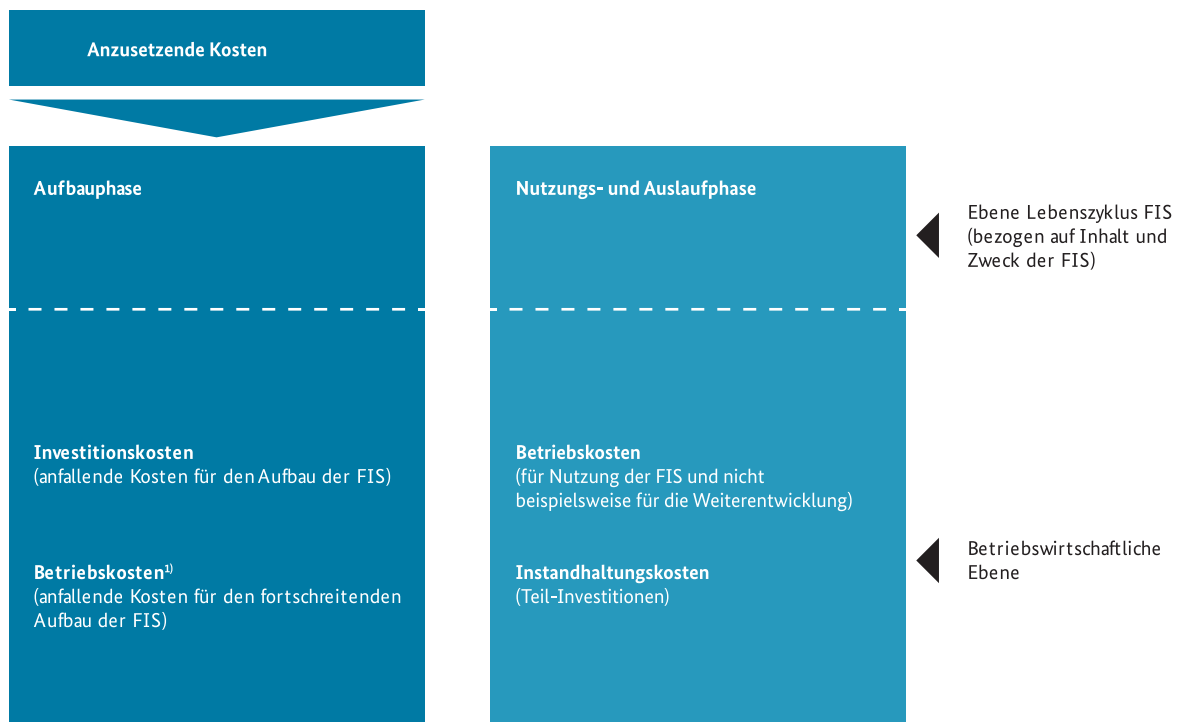 Anzusetzende Kosten
Aufbauphase
Investitionskosten
(anfallende Kosten für den Aufbau der FIS)
Betriebskosten¹⁾
(anfallende Kosten für den fortschreitenden
Aufbau der FIS)
Nutzungs- und Auslaufphase
Betriebskosten
(für Nutzung der FIS und nicht
beispielsweise für die Weiterentwicklung)
Instandhaltungskosten
(Teil-Investitionen)
Ebene Lebenszyklus FIS
(bezogen auf Inhalt und
Zweck der FIS)
Betriebswirtschaftliche
Ebene